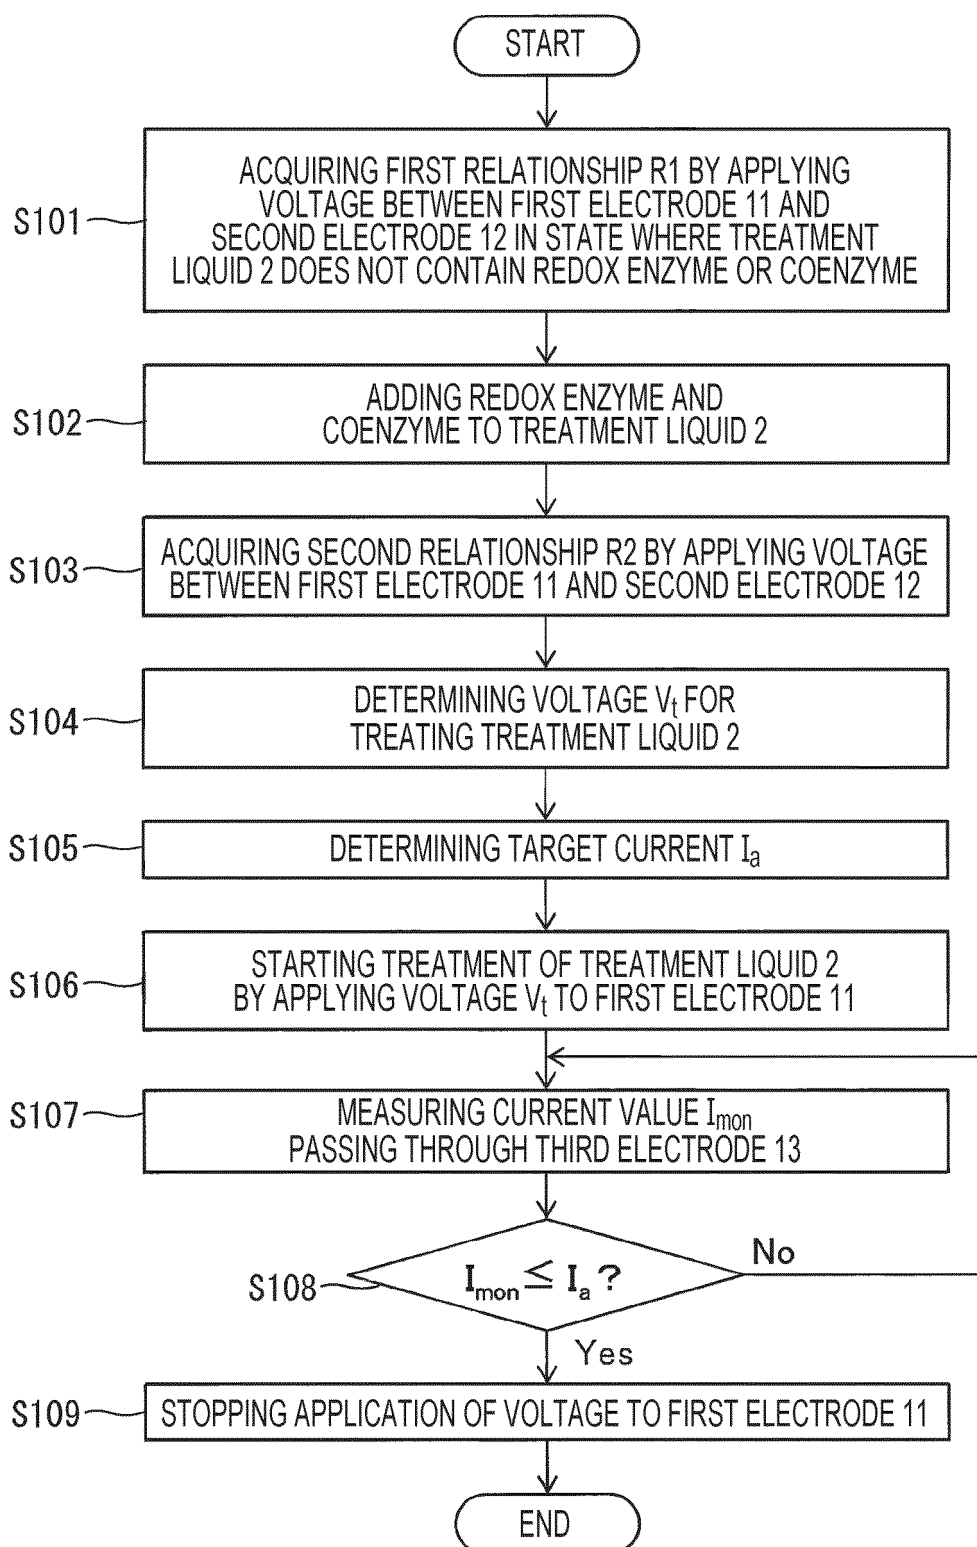 START
S101
ACQUIRING FIRST RELATIONSHIP R1 BY APPLYING
VOLTAGE BETWEEN FIRST ELECTRODE 11 AND
SECOND ELECTRODE 12 IN STATE WHERE TREATMENT
LIQUID 2 DOES NOT CONTAIN REDOX ENZYME OR COENZYME
S102
ADDING REDOX ENZYME AND
COENZYME TO TREATMENT LIQUID 2
S103
ACQUIRING SECOND RELATIONSHIP R2 BY APPLYING VOLTAGE
BETWEEN FIRST ELECTRODE 11 AND SECOND ELECTRODE 12
S104
DETERMINING VOLTAGE Vt FOR
TREATING TREATMENT LIQUID 2
S105
DETERMINING TARGET CURRENT Ia
S106
STARTING TREATMENT OF TREATMENT LIQUID 2
BY APPLYING VOLTAGE Vt TO FIRST ELECTRODE 11
S107
MEASURING CURRENT VALUE Imon
PASSING THROUGH THIRD ELECTRODE 13
S108
Imon ≦ Ia ?
No
Yes
S109
STOPPING APPLICATION OF VOLTAGE TO FIRST ELECTRODE 11
END